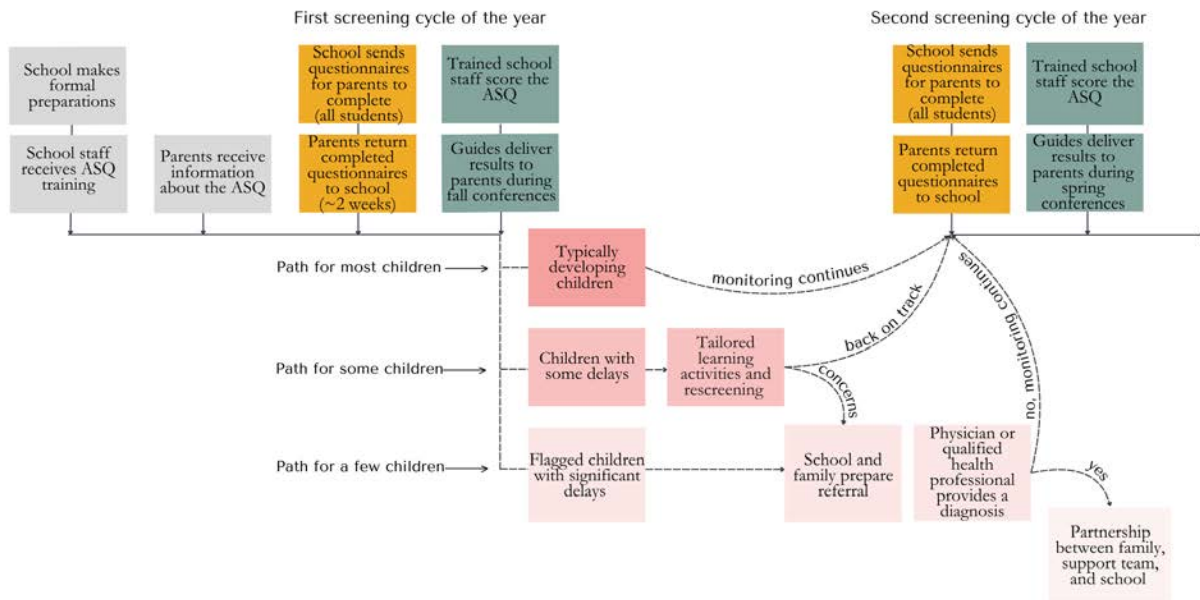 First screening cycle of the year
Second screening cycle of the year
School makes
formal
preparations
School sends
questionnaires
for parents to
complete
(all students)
Trained school
staff score the
ASQ
School sends
questionnaires
for parents to
complete
(all students)
Trained school
staff score the
ASQ
School staff
receives ASQ
training
Parents receive
information
about the ASQ
Parents return
completed
questionnaires
to school
(~2 weeks)
Guides deliver
results to
parents during
fall conferences
Parents return
completed
questionnaires
to school
Guides deliver
results to
parents during
spring
conferences
Path for most children
Typically
developing
children
monitoring continues
Path for some children
Children with
some delays
Tailored
learning
activities and
rescreening
back on track
concerns
no, monitoring continues
Path for a few children
Flagged children
with significant
delays
School and
family prepare
referral
Physician or
qualified
health
professional
provides a
diagnosis
yes
Partnership
between family,
support team,
and school